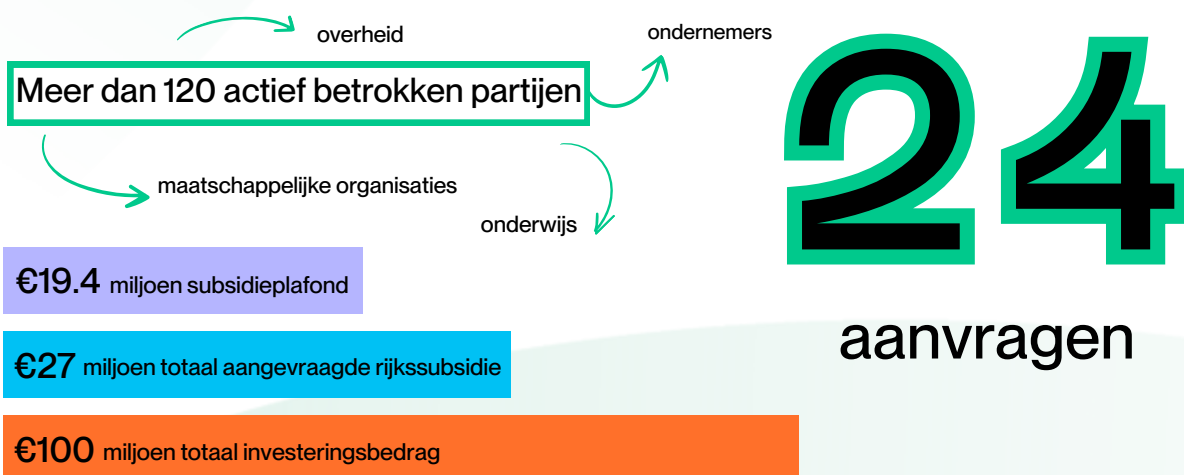 overheid
ondernemers
Meer dan 120 actief betrokken partijen
maatschappelijke organisaties
onderwijs
24
aanvragen
€19.4 miljoen subsidieplafond
€27 miljoen totaal aangevraagde rijkssubsidie
€100 miljoen totaal investeringsbedrag